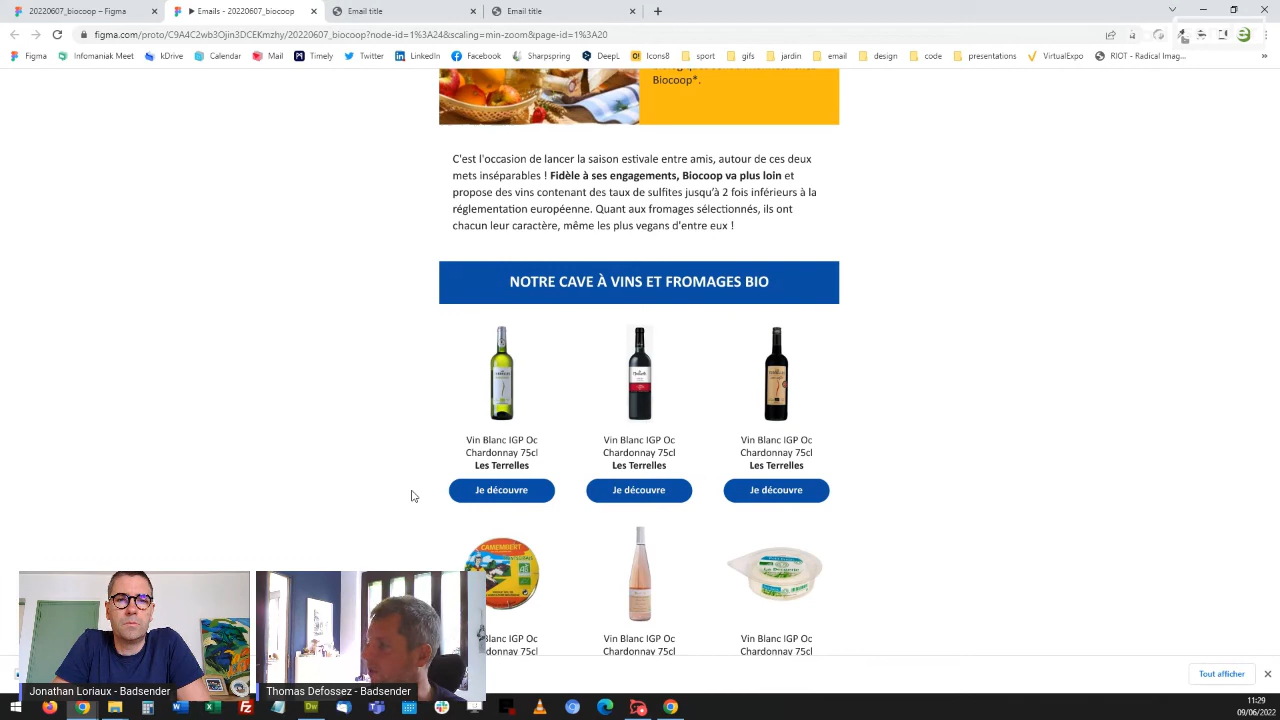 20220607_biocoop – Figma
Emails - 20220607_biocoop
Email title
Email title
figma.com/proto/C9A4C2wb3Ojin3DCEKmzhy/20220607_biocoop?node-id=1%3A24&scaling=min-zoom&page-id=1%3A20
Figma
Infomaniak Meet
kDrive
Calendar
Mail
Timely
Twitter
LinkedIn
Facebook
Sharpspring
DeepL
Icons8
sport
gifs
jardin
email
design
code
presentations
VirtualExpo
RIOT - Radical Imag...
Biocoop*.
C'est l'occasion de lancer la saison estivale entre amis, autour de ces deux
mets inséparables ! Fidèle à ses engagements, Biocoop va plus loin et
propose des vins contenant des taux de sulfites jusqu'à 2 fois inférieurs à la
réglementation européenne. Quant aux fromages sélectionnés, ils ont
chacun leur caractère, même les plus vegans d'entre eux !
NOTRE CAVE À VINS ET FROMAGES BIO
Vin Blanc IGP Oc
Chardonnay 75cl
Les Terrelles
Je découvre
Vin Blanc IGP Oc
Chardonnay 75cl
Les Terrelles
Je découvre
Vin Blanc IGP Oc
Chardonnay 75cl
Les Terrelles
Je découvre
CAMEMBERT
Blanc IGP Oc
donnay 75cl
Vin Blanc IGP Oc
Chardonnay 75cl
Vin Blanc IGP Oc
Chardonnay 75cl
Jonathan Loriaux - Badsender
Thomas Defossez - Badsender
Tout afficher
11:29
09/06/2022